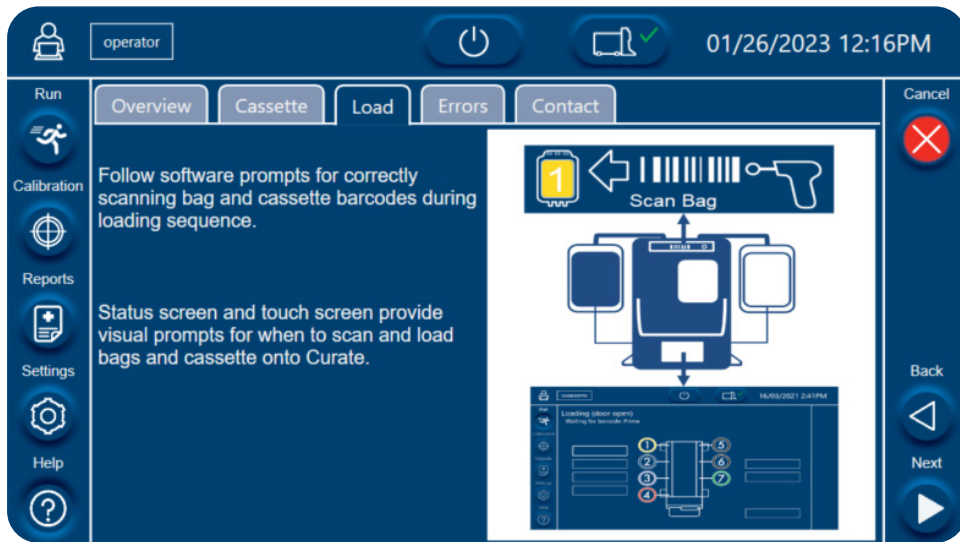 operator
01/26/2023 12:16PM
Run
Calibration
Reports
Settings
Help
Overview
Cassette
Load
Errors
Contact
Follow software prompts for correctly
scanning bag and cassette barcodes during
loading sequence.
Status screen and touch screen provide
visual prompts for when to scan and load
bags and cassette onto Curate.
1
Scan Bag
16/03/2021 2:41PM
Run
Loading (door open)
Waiting for barcode: Prime
1
2
3
4
5
6
7
Cancel
Back
Next